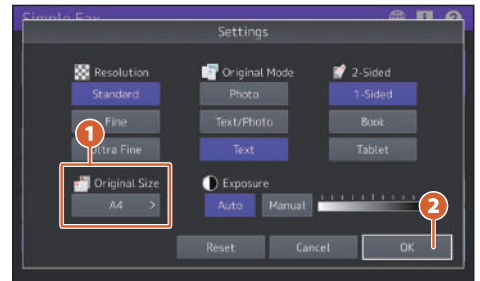 Simple Fax
Settings
Resolution
Original Mode
2-Sided
Standard
Photo
1-Sided
Fine
Text/Photo
Book
Ultra Fine
Text
Tablet
1
Original Size
Exposure
A4 >
Auto
Manual
2
Reset
Cancel
OK